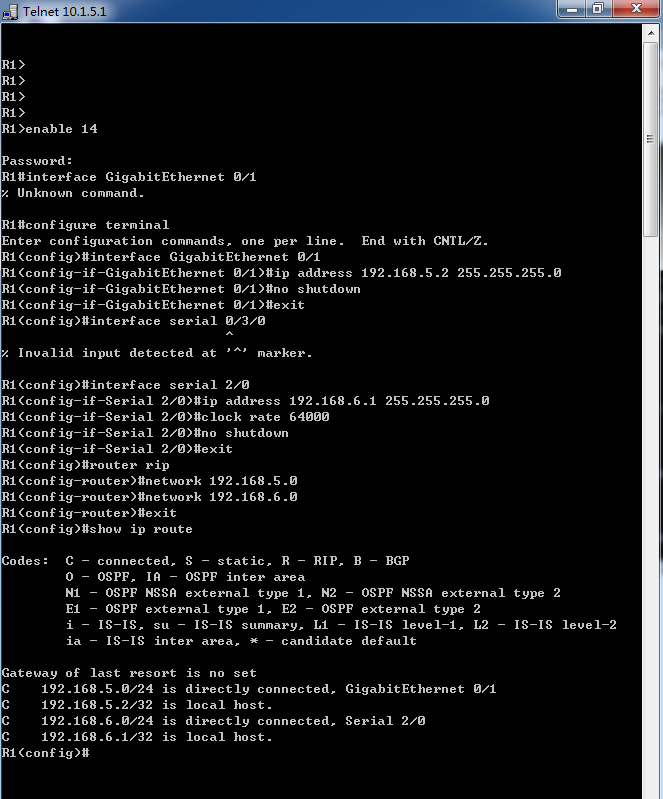 Telnet 10.1.5.1
R1>
R1>
R1>
R1>
R1>enable 14
Password:
R1#interface GigabitEthernet 0/1
% Unknown command.
R1#configure terminal
Enter configuration commands, one per line.  End with CNTL/Z.
R1(config)#interface GigabitEthernet 0/1
R1(config-if-GigabitEthernet 0/1)#ip address 192.168.5.2 255.255.255.0
R1(config-if-GigabitEthernet 0/1)#no shutdown
R1(config-if-GigabitEthernet 0/1)#exit
R1(config)#interface serial 0/3/0
^
% Invalid input detected at '^' marker.
R1(config)#interface serial 2/0
R1(config-if-Serial 2/0)#ip address 192.168.6.1 255.255.255.0
R1(config-if-Serial 2/0)#clock rate 64000
R1(config-if-Serial 2/0)#no shutdown
R1(config-if-Serial 2/0)#exit
R1(config)#router rip
R1(config-router)#network 192.168.5.0
R1(config-router)#network 192.168.6.0
R1(config-router)#exit
R1(config)#show ip route
Codes:  C - connected, S - static, R - RIP, B - BGP
O - OSPF, IA - OSPF inter area
N1 - OSPF NSSA external type 1, N2 - OSPF NSSA external type 2
E1 - OSPF external type 1, E2 - OSPF external type 2
i - IS-IS, su - IS-IS summary, L1 - IS-IS level-1, L2 - IS-IS level-2
ia - IS-IS inter area, * - candidate default
Gateway of last resort is no set
C    192.168.5.0/24 is directly connected, GigabitEthernet 0/1
C    192.168.5.2/32 is local host.
C    192.168.6.0/24 is directly connected, Serial 2/0
C    192.168.6.1/32 is local host.
R1(config)#